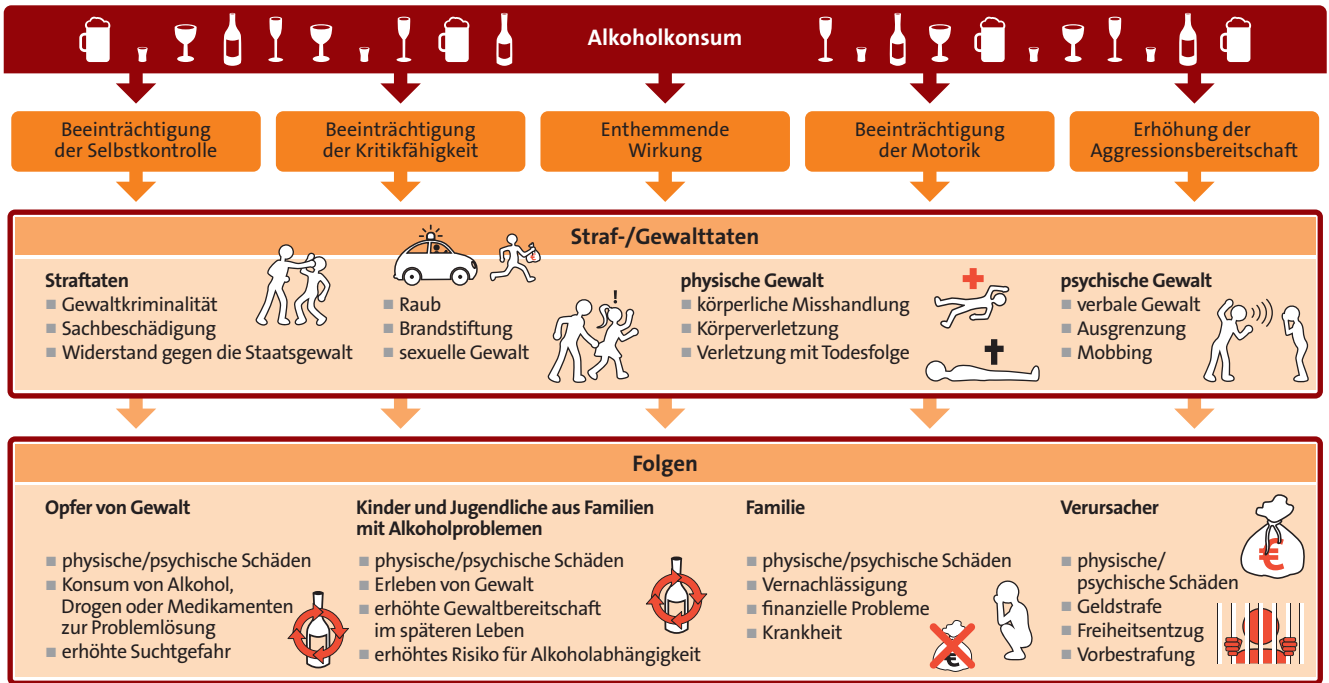 Alkoholkonsum
Beeinträchtigung
der Selbstkontrolle
Beeinträchtigung
der Kritikfähigkeit
Enthemmende
Wirkung
Beeinträchtigung
der Motorik
Erhöhung der
Aggressionsbereitschaft
Straf-/Gewalttaten
Straftaten
Gewaltkriminalität
Sachbeschädigung
Widerstand gegen die Staatsgewalt
Raub
Brandstiftung
sexuelle Gewalt
!
physische Gewalt
körperliche Misshandlung
Körperverletzung
Verletzung mit Todesfolge
psychische Gewalt
verbale Gewalt
Ausgrenzung
Mobbing
Folgen
Opfer von Gewalt
physische/psychische Schäden
Konsum von Alkohol,
Drogen oder Medikamenten
zur Problemlösung
erhöhte Suchtgefahr
Kinder und Jugendliche aus Familien
mit Alkoholproblemen
physische/psychische Schäden
Erleben von Gewalt
erhöhte Gewaltbereitschaft
im späteren Leben
erhöhtes Risiko für Alkoholabhängigkeit
Familie
physische/psychische Schäden
Vernachlässigung
finanzielle Probleme
Krankheit
€
Verursacher
physische/
psychische Schäden
Geldstrafe
Freiheitsentzug
Vorbestrafung
€